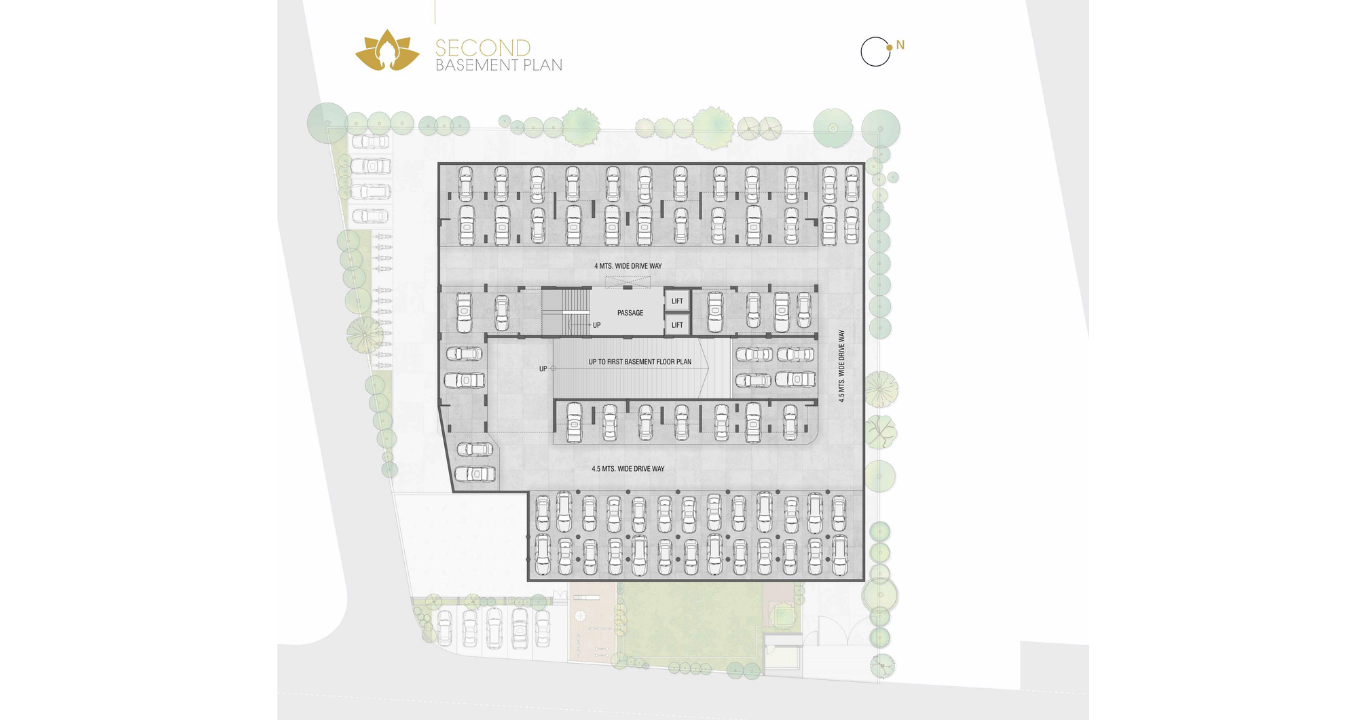 SECOND
BASEMENT PLAN
N
4 MTS. WIDE DRIVE WAY
LIFT
PASSAGE
UP
LIFT
UP TO FIRST BASEMENT FLOOR PLAN
UP
4.5 MTS. WIDE DRIVE WAY
4.5 MTS. WIDE DRIVE WAY